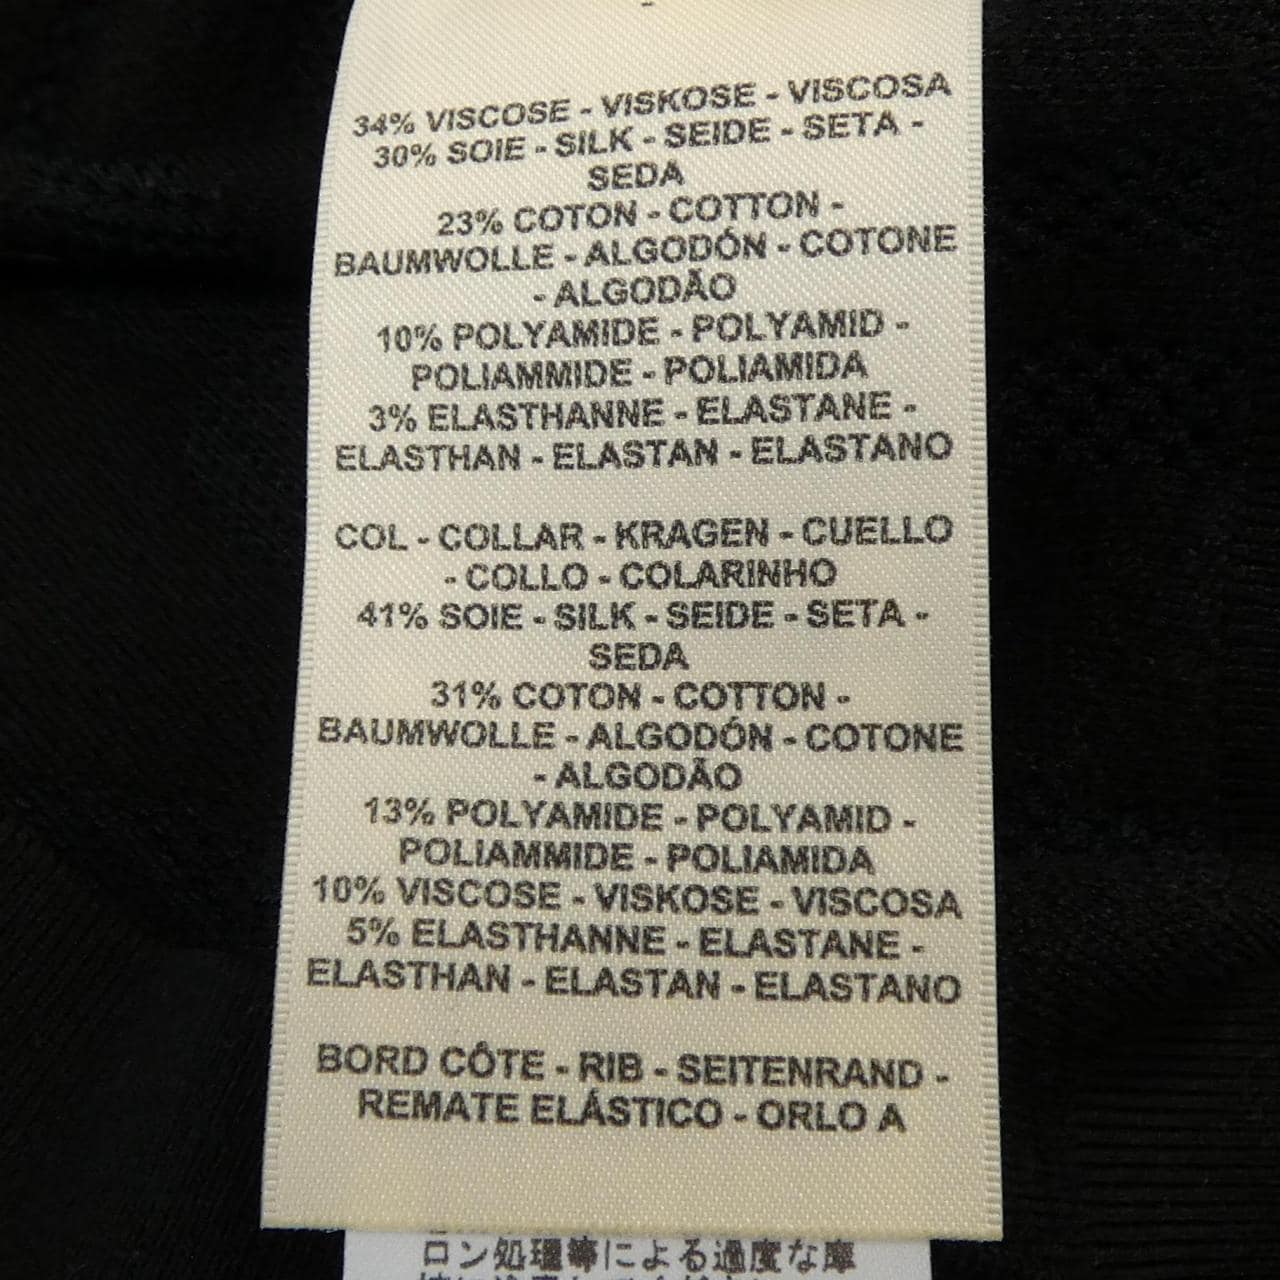 34% VISCOSE - VISKOSE - VISCOSA
30% SOIE - SILK - SEIDE - SETA -
SEDA
23% COTON - COTTON -
BAUMWOLLE - ALGODÓN - COTONE
- ALGODÃO
10% POLYAMIDE - POLYAMID -
POLIAMMIDE - POLIAMIDA
3% ELASTHANNE - ELASTANE -
ELASTHAN - ELASTAN - ELASTANO
COL - COLLAR - KRAGEN - CUELLO
- COLLO - COLARINHO
41% SOIE - SILK - SEIDE - SETA -
SEDA
31% COTON - COTTON -
BAUMWOLLE - ALGODÓN - COTONE
- ALGODÃO
13% POLYAMIDE - POLYAMID -
POLIAMMIDE - POLIAMIDA
10% VISCOSE - VISKOSE - VISCOSA
5% ELASTHANNE - ELASTANE -
ELASTHAN - ELASTAN - ELASTANO
BORD CÔTE - RIB - SEITENRAND -
REMATE ELÁSTICO - ORLO A
ロン処理等による過度な摩